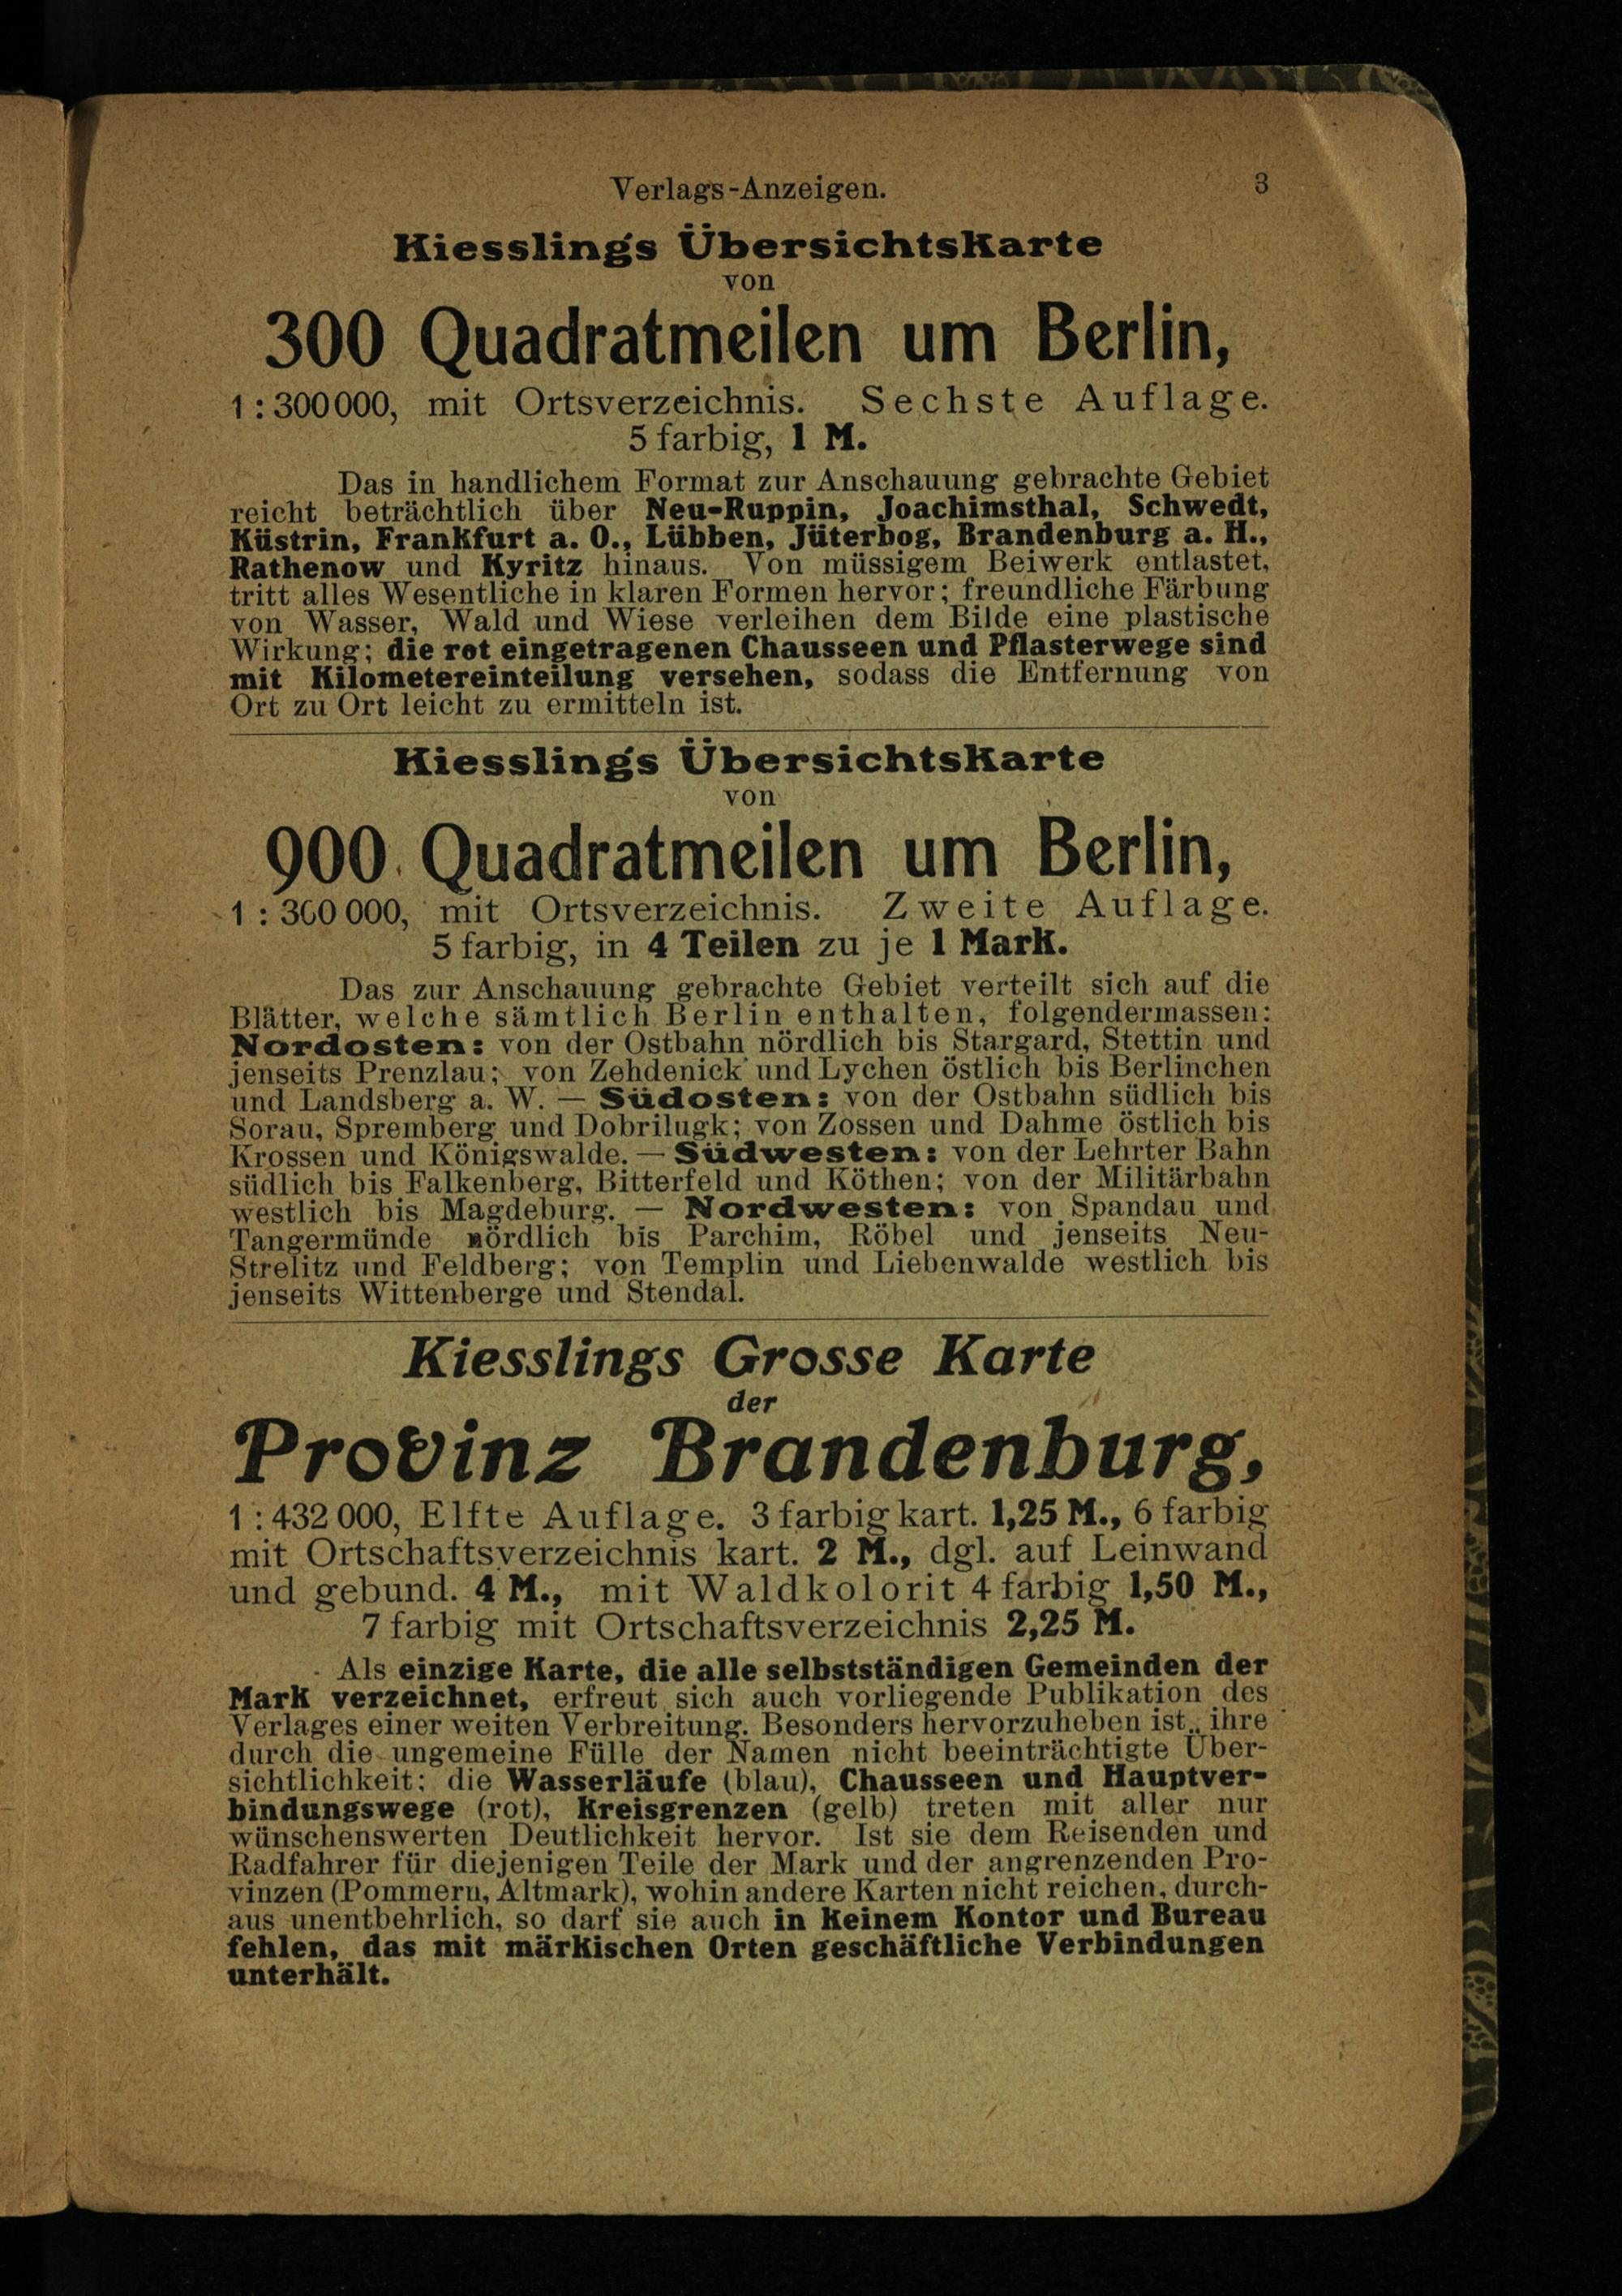 Verlags-Anzeigen. 3
Kiesslings Übersichtskarte
von
300 Quadratmeilen um Berlin,
1 : 300 000, mit Ortsverzeichnis. Sechste Auflage.
5 farbig, 1 M.
Das in handlichem Format zur Anschauung gebrachte Gebiet
reicht beträchtlich über Neu-Ruppin, Joachimsthal, Schwedt,
Küstrin, Frankfurt a. O., Lübben, Jüterbog, Brandenburg a. H.,
Rathenow und Kyritz hinaus. Von müssigem Beiwerk entlastet,
tritt alles Wesentliche in klaren Formen hervor; freundliche Färbung
von Wasser, Wald und Wiese verleihen dem Bilde eine plastische
Wirkung; die rot eingetragenen Chausseen und Pflasterwege sind
mit Kilometereinteilung versehen, sodass die Entfernung von
Ort zu Ort leicht zu ermitteln ist.
Kiesslings Übersichtskarte
von
900 Quadratmeilen um Berlin,
1 : 300 000, mit Ortsverzeichnis. Zweite Auflage.
5 farbig, in 4 Teilen zu je 1 Mark.
Das zur Anschauung gebrachte Gebiet verteilt sich auf die
Blätter, welche sämtlich Berlin enthalten, folgendermassen:
Nordosten: von der Ostbahn nördlich bis Stargard, Stettin und
jenseits Prenzlau; von Zehdenick und Lychen östlich bis Berlinchen
und Landsberg a. W. — Südosten: von der Ostbahn südlich bis
Sorau, Spremberg und Dobrilugk; von Zossen und Dahme östlich bis
Krossen und Königswalde. — Südwesten: von der Lehrter Bahn
südlich bis Falkenberg, Bitterfeld und Köthen; von der Militärbahn
westlich bis Magdeburg. — Nordwesten: von Spandau und
Tangermünde nördlich bis Parchim, Röbel und jenseits Neu-
Strelitz und Feldberg; von Templin und Liebenwalde westlich bis
jenseits Wittenberge und Stendal.
Kiesslings Grosse Karte
der
Provinz Brandenburg,
1 : 432 000, Elfte Auflage. 3 farbig kart. 1,25 M., 6 farbig
mit Ortschaftsverzeichnis kart. 2 M., dgl. auf Leinwand
und gebund. 4 M., mit Waldkolorit 4 farbig 1,50 M.,
7 farbig mit Ortschaftsverzeichnis 2,25 M.
Als einzige Karte, die alle selbstständigen Gemeinden der
Mark verzeichnet, erfreut sich auch vorliegende Publikation des
Verlages einer weiten Verbreitung. Besonders hervorzuheben ist ihre
durch die ungemeine Fülle der Namen nicht beeinträchtigte Über-
sichtlichkeit; die Wasserläufe (blau), Chausseen und Hauptver-
bindungswege (rot), Kreisgrenzen (gelb) treten mit aller nur
wünschenswerten Deutlichkeit hervor. Ist sie dem Reisenden und
Radfahrer für diejenigen Teile der Mark und der angrenzenden Pro-
vinzen (Pommern, Altmark), wohin andere Karten nicht reichen, durch-
aus unentbehrlich, so darf sie auch in keinem Kontor und Bureau
fehlen, das mit märkischen Orten geschäftliche Verbindungen
unterhält.